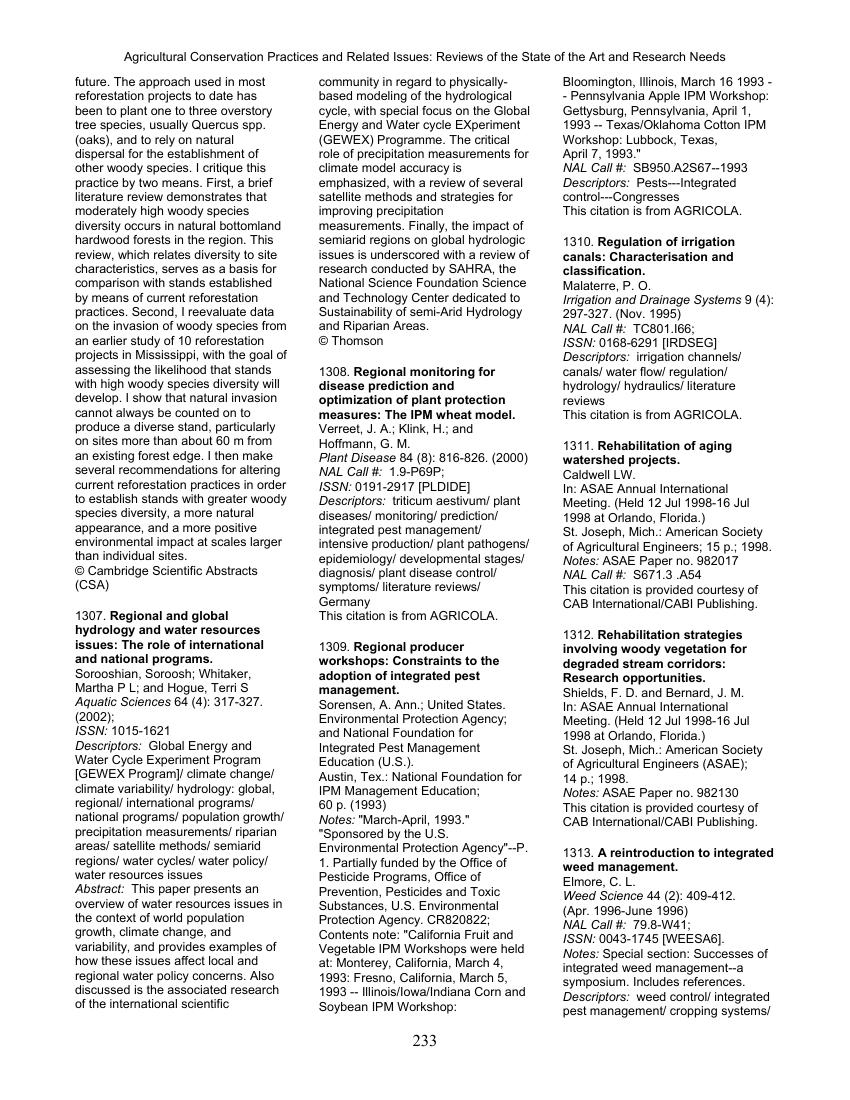 Agricultural Conservation Practices and Related Issues: Reviews of the State of the Art and Research Needs
future. The approach used in most
reforestation projects to date has
been to plant one to three overstory
tree species, usually Quercus spp.
(oaks), and to rely on natural
dispersal for the establishment of
other woody species. I critique this
practice by two means. First, a brief
literature review demonstrates that
moderately high woody species
diversity occurs in natural bottomland
hardwood forests in the region. This
review, which relates diversity to site
characteristics, serves as a basis for
comparison with stands established
by means of current reforestation
practices. Second, I reevaluate data
on the invasion of woody species from
an earlier study of 10 reforestation
projects in Mississippi, with the goal of
assessing the likelihood that stands
with high woody species diversity will
develop. I show that natural invasion
cannot always be counted on to
produce a diverse stand, particularly
on sites more than about 60 m from
an existing forest edge. I then make
several recommendations for altering
current reforestation practices in order
to establish stands with greater woody
species diversity, a more natural
appearance, and a more positive
environmental impact at scales larger
than individual sites.
© Cambridge Scientific Abstracts
(CSA)
1307. Regional and global
hydrology and water resources
issues: The role of international
and national programs.
Sorooshian, Soroosh; Whitaker,
Martha P L; and Hogue, Terri S
Aquatic Sciences 64 (4): 317-327.
(2002);
ISSN: 1015-1621
Descriptors: Global Energy and
Water Cycle Experiment Program
[GEWEX Program]/ climate change/
climate variability/ hydrology: global,
regional/ international programs/
national programs/ population growth/
precipitation measurements/ riparian
areas/ satellite methods/ semiarid
regions/ water cycles/ water policy/
water resources issues
Abstract: This paper presents an
overview of water resources issues in
the context of world population
growth, climate change, and
variability, and provides examples of
how these issues affect local and
regional water policy concerns. Also
discussed is the associated research
of the international scientific
community in regard to physically-
based modeling of the hydrological
cycle, with special focus on the Global
Energy and Water cycle EXperiment
(GEWEX) Programme. The critical
role of precipitation measurements for
climate model accuracy is
emphasized, with a review of several
satellite methods and strategies for
improving precipitation
measurements. Finally, the impact of
semiarid regions on global hydrologic
issues is underscored with a review of
research conducted by SAHRA, the
National Science Foundation Science
and Technology Center dedicated to
Sustainability of semi-Arid Hydrology
and Riparian Areas.
© Thomson
1308. Regional monitoring for
disease prediction and
optimization of plant protection
measures: The IPM wheat model.
Verreet, J. A.; Klink, H.; and
Hoffmann, G. M.
Plant Disease 84 (8): 816-826. (2000)
NAL Call #: 1.9-P69P;
ISSN: 0191-2917 [PLDIDE]
Descriptors: triticum aestivum/ plant
diseases/ monitoring/ prediction/
integrated pest management/
intensive production/ plant pathogens/
epidemiology/ developmental stages/
diagnosis/ plant disease control/
symptoms/ literature reviews/
Germany
This citation is from AGRICOLA.
1309. Regional producer
workshops: Constraints to the
adoption of integrated pest
management.
Sorensen, A. Ann.; United States.
Environmental Protection Agency;
and National Foundation for
Integrated Pest Management
Education (U.S.).
Austin, Tex.: National Foundation for
IPM Management Education;
60 p. (1993)
Notes: "March-April, 1993."
"Sponsored by the U.S.
Environmental Protection Agency"--P.
1. Partially funded by the Office of
Pesticide Programs, Office of
Prevention, Pesticides and Toxic
Substances, U.S. Environmental
Protection Agency. CR820822;
Contents note: "California Fruit and
Vegetable IPM Workshops were held
at: Monterey, California, March 4,
1993: Fresno, California, March 5,
1993 -- Illinois/Iowa/Indiana Corn and
Soybean IPM Workshop:
Bloomington, Illinois, March 16 1993 -
- Pennsylvania Apple IPM Workshop:
Gettysburg, Pennsylvania, April 1,
1993 -- Texas/Oklahoma Cotton IPM
Workshop: Lubbock, Texas,
April 7, 1993."
NAL Call #: SB950.A2S67--1993
Descriptors: Pests---Integrated
control---Congresses
This citation is from AGRICOLA.
1310. Regulation of irrigation
canals: Characterisation and
classification.
Malaterre, P. O.
Irrigation and Drainage Systems 9 (4):
297-327. (Nov. 1995)
NAL Call #: TC801.I66;
ISSN: 0168-6291 [IRDSEG]
Descriptors: irrigation channels/
canals/ water flow/ regulation/
hydrology/ hydraulics/ literature
reviews
This citation is from AGRICOLA.
1311. Rehabilitation of aging
watershed projects.
Caldwell LW.
In: ASAE Annual International
Meeting. (Held 12 Jul 1998-16 Jul
1998 at Orlando, Florida.)
St. Joseph, Mich.: American Society
of Agricultural Engineers; 15 p.; 1998.
Notes: ASAE Paper no. 982017
NAL Call #: S671.3 .A54
This citation is provided courtesy of
CAB International/CABI Publishing.
1312. Rehabilitation strategies
involving woody vegetation for
degraded stream corridors:
Research opportunities.
Shields, F. D. and Bernard, J. M.
In: ASAE Annual International
Meeting. (Held 12 Jul 1998-16 Jul
1998 at Orlando, Florida.)
St. Joseph, Mich.: American Society
of Agricultural Engineers (ASAE);
14 p.; 1998.
Notes: ASAE Paper no. 982130
This citation is provided courtesy of
CAB International/CABI Publishing.
1313. A reintroduction to integrated
weed management.
Elmore, C. L.
Weed Science 44 (2): 409-412.
(Apr. 1996-June 1996)
NAL Call #: 79.8-W41;
ISSN: 0043-1745 [WEESA6].
Notes: Special section: Successes of
integrated weed management--a
symposium. Includes references.
Descriptors: weed control/ integrated
pest management/ cropping systems/
233